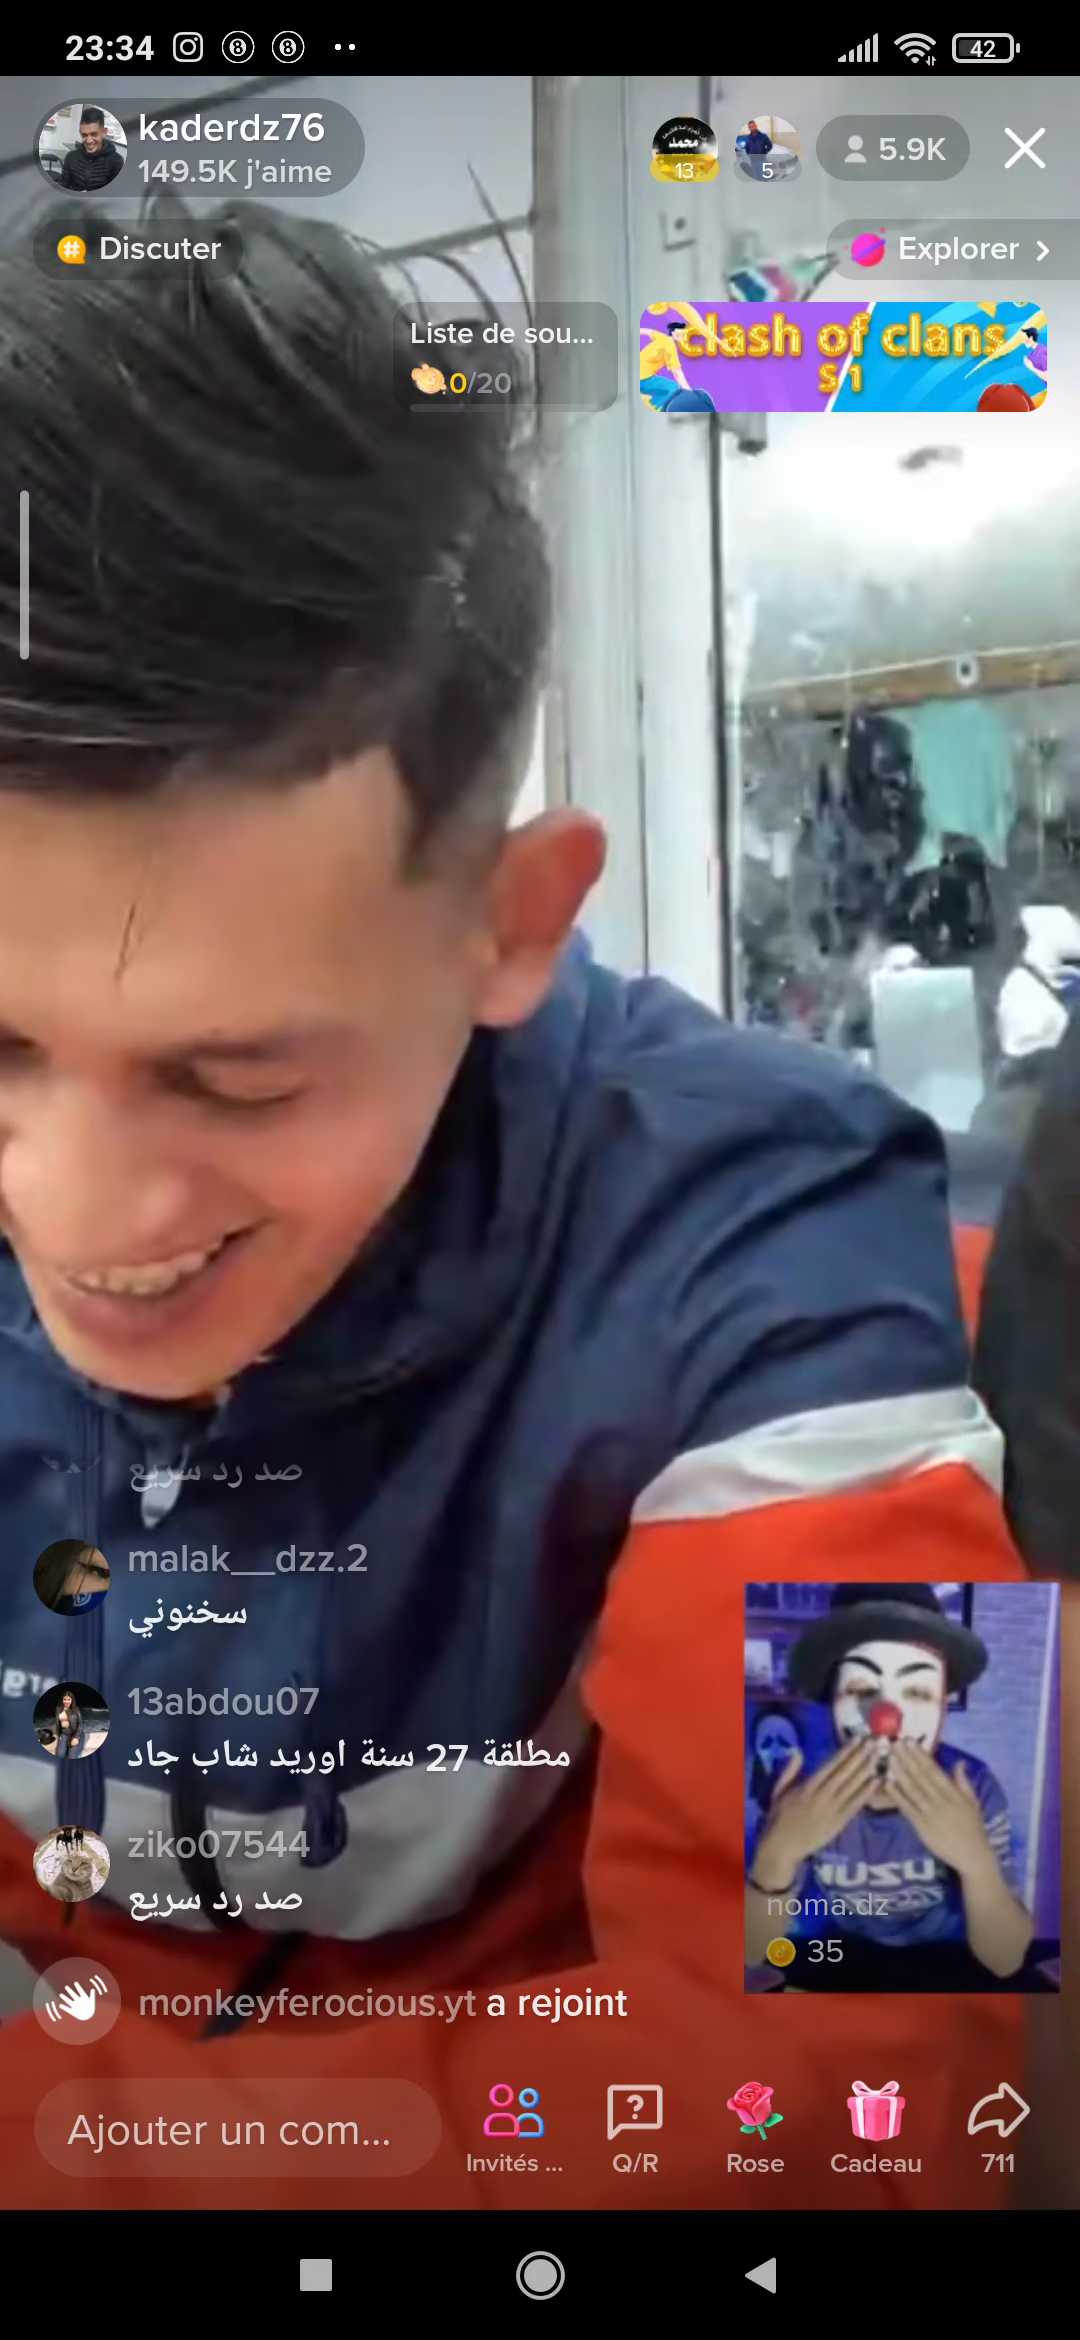 23:34
42
kaderdz76
149.5K j'aime
محمد
13
5
5.9K
Discuter
Explorer
Liste de sou...
0/20
clash of clans
S 1
صد رد سريع
malak__dzz.2
سخنوني
13abdou07
مطلقة 27 سنة اوريد شاب جاد
ziko07544
صد رد سريع
noma.dz
35
monkeyferocious.yt a rejoint
Ajouter un com...
Invités ...
Q/R
Rose
Cadeau
711